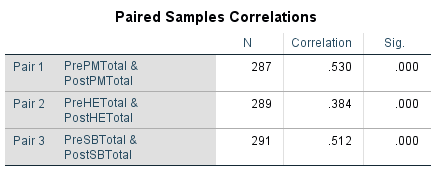 Paired Samples Correlations
N Correlation Sig.
Pair 1 PrePMTotal & 287 .530 .000
PostPMTotal
Pair 2 PreHETotal & 289 .384 .000
PostHETotal
Pair 3 PreSBTotal & 291 .512 .000
PostSBTotal